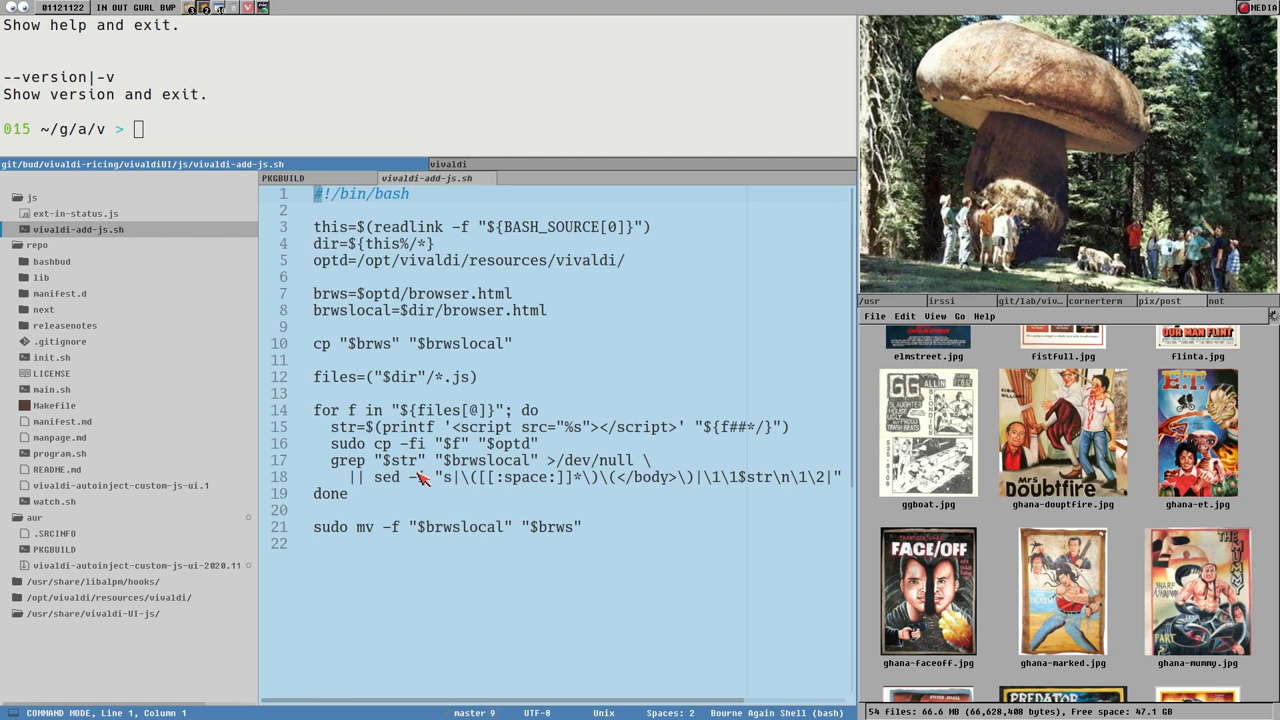 01121122 IN OUT GURL BWP
MEDIA
Show help and exit.
--version|-v
Show version and exit.
015 ~/g/a/v >
git/bud/vivaldi-ricing/vivaldiUI/js/vivaldi-add-js.sh
vivaldi
js
ext-in-status.js
vivaldi-add-js.sh
repo
bashbud
lib
manifest.d
next
releasenotes
.gitignore
init.sh
LICENSE
main.sh
Makefile
manifest.md
manpage.md
program.sh
README.md
vivaldi-autoinject-custom-js-ui.1
watch.sh
aur
.SRCINFO
PKGBUILD
vivaldi-autoinject-custom-js-ui-2020.11
/usr/share/libalpm/hooks/
/opt/vivaldi/resources/vivaldi/
/usr/share/vivaldi-UI-js/
PKGBUILD
vivaldi-add-js.sh
1 #!/bin/bash
2
3 this=$(readlink -f "${BASH_SOURCE[0]}")
4 dir=${this%/*}
5 optd=/opt/vivaldi/resources/vivaldi/
6
7 brws=$optd/browser.html
8 brwslocal=$dir/browser.html
9
10 cp "$brws" "$brwslocal"
11
12 files=("$dir"/*.js)
13
14 for f in "${files[@]}"; do
15 str=$(printf '<script src="%s"></script>' "${f##*/}")
16 sudo cp -fi "$f" "$optd"
17 grep "$str" "$brwslocal" >/dev/null \
18 || sed "s|\([[:space:]]*\)\(</body>\)|\1\1$str\n\1\2|"
19 done
20
21 sudo mv -f "$brwslocal" "$brws"
22
COMMAND MODE, Line 1, Column 1
master 9
UTF-8
Unix
Spaces: 2
Bourne Again Shell (bash)
/usr
irssi
git/lab/viv…
cornerterm
pix/post
not
File Edit View Go Help
OUR MAN FLINT
elmstreet.jpg
fistfull.jpg
flinta.jpg
GG
ALLIN
Mrs
Doubtfire
E.T.
ggboat.jpg
ghana-douptfire.jpg
ghana-et.jpg
FACE/OFF
THE
MUMMY
PART
5
ghana-faceoff.jpg
ghana-marked.jpg
ghana-mummy.jpg
PREDATOR
54 files: 66.6 MB (66,628,408 bytes), Free space: 47.1 GB